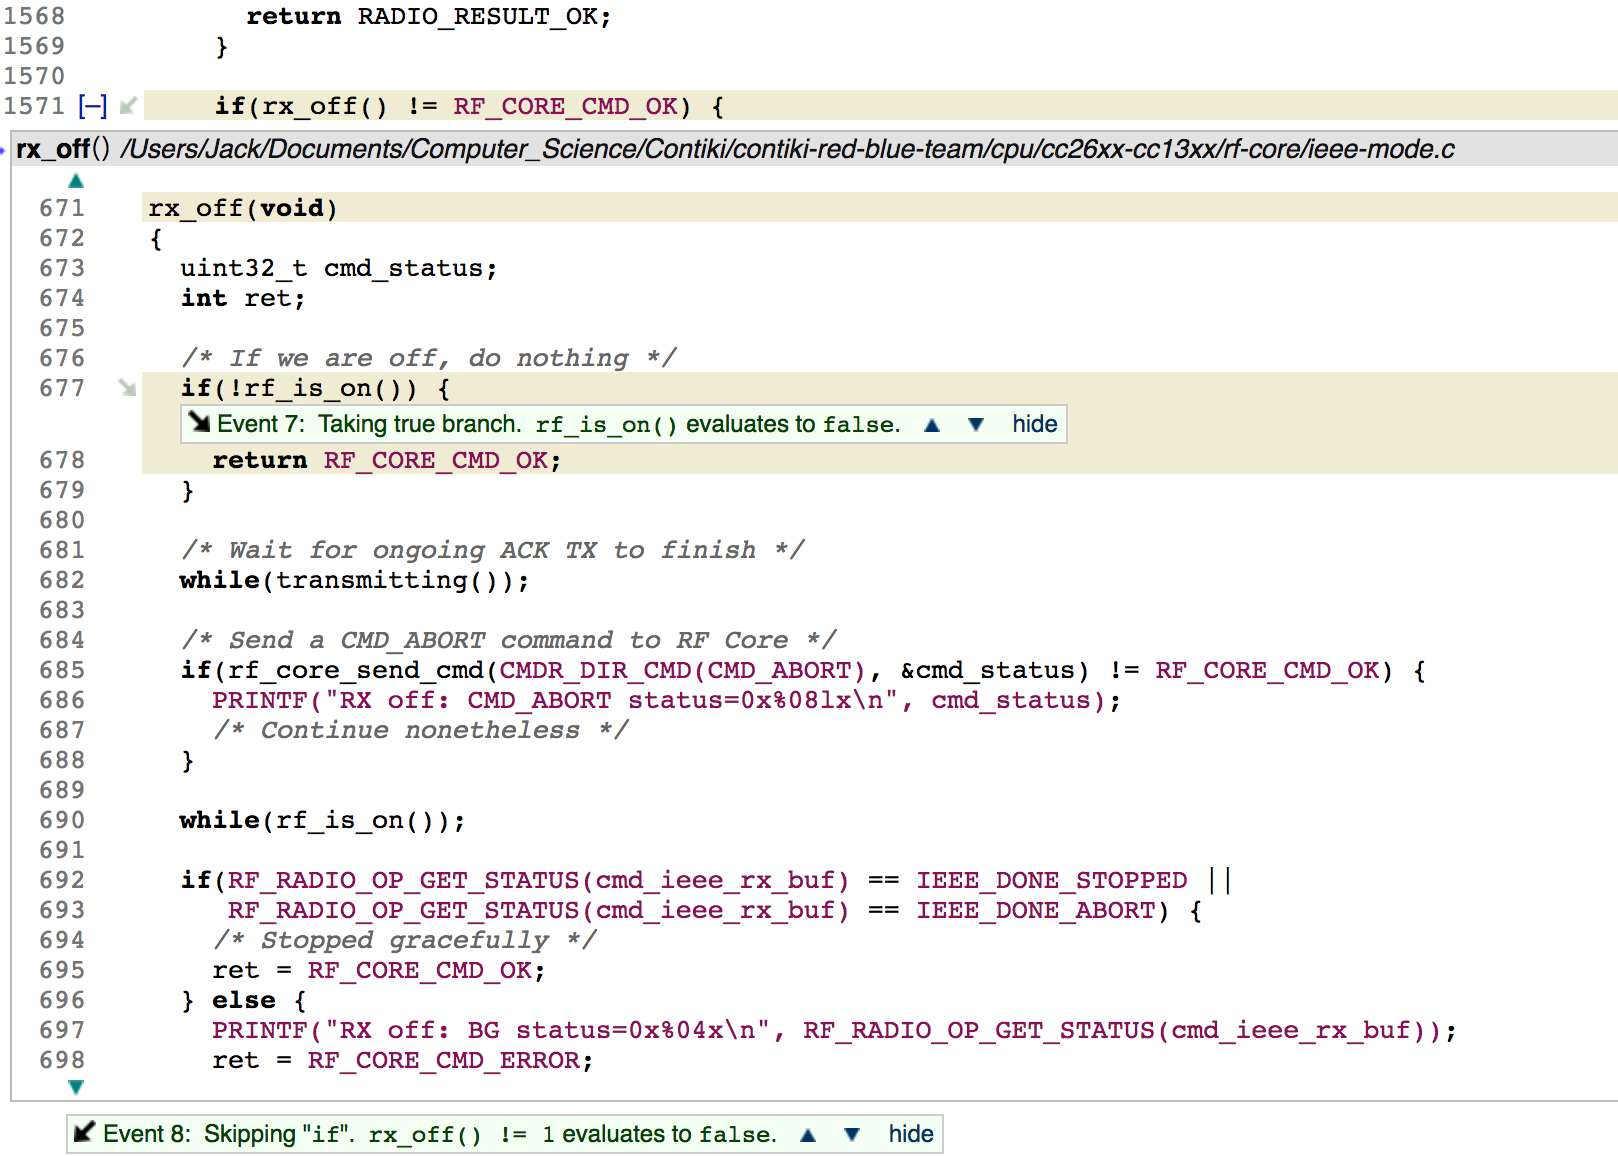 1568 return RADIO_RESULT_OK;
1569 }
1570
1571 [−] if(rx_off() != RF_CORE_CMD_OK) {
rx_off() /Users/Jack/Documents/Computer_Science/Contiki/contiki-red-blue-team/cpu/cc26xx-cc13xx/rf-core/ieee-mode.c
671 rx_off(void)
672 {
673 uint32_t cmd_status;
674 int ret;
675
676 /* If we are off, do nothing */
677 if(!rf_is_on()) {
Event 7: Taking true branch. rf_is_on() evaluates to false. hide
678 return RF_CORE_CMD_OK;
679 }
680
681 /* Wait for ongoing ACK TX to finish */
682 while(transmitting());
683
684 /* Send a CMD_ABORT command to RF Core */
685 if(rf_core_send_cmd(CMDR_DIR_CMD(CMD_ABORT), &cmd_status) != RF_CORE_CMD_OK) {
686 PRINTF("RX off: CMD_ABORT status=0x%08lx\n", cmd_status);
687 /* Continue nonetheless */
688 }
689
690 while(rf_is_on());
691
692 if(RF_RADIO_OP_GET_STATUS(cmd_ieee_rx_buf) == IEEE_DONE_STOPPED ||
693 RF_RADIO_OP_GET_STATUS(cmd_ieee_rx_buf) == IEEE_DONE_ABORT) {
694 /* Stopped gracefully */
695 ret = RF_CORE_CMD_OK;
696 } else {
697 PRINTF("RX off: BG status=0x%04x\n", RF_RADIO_OP_GET_STATUS(cmd_ieee_rx_buf));
698 ret = RF_CORE_CMD_ERROR;
Event 8: Skipping "if". rx_off() != 1 evaluates to false. hide